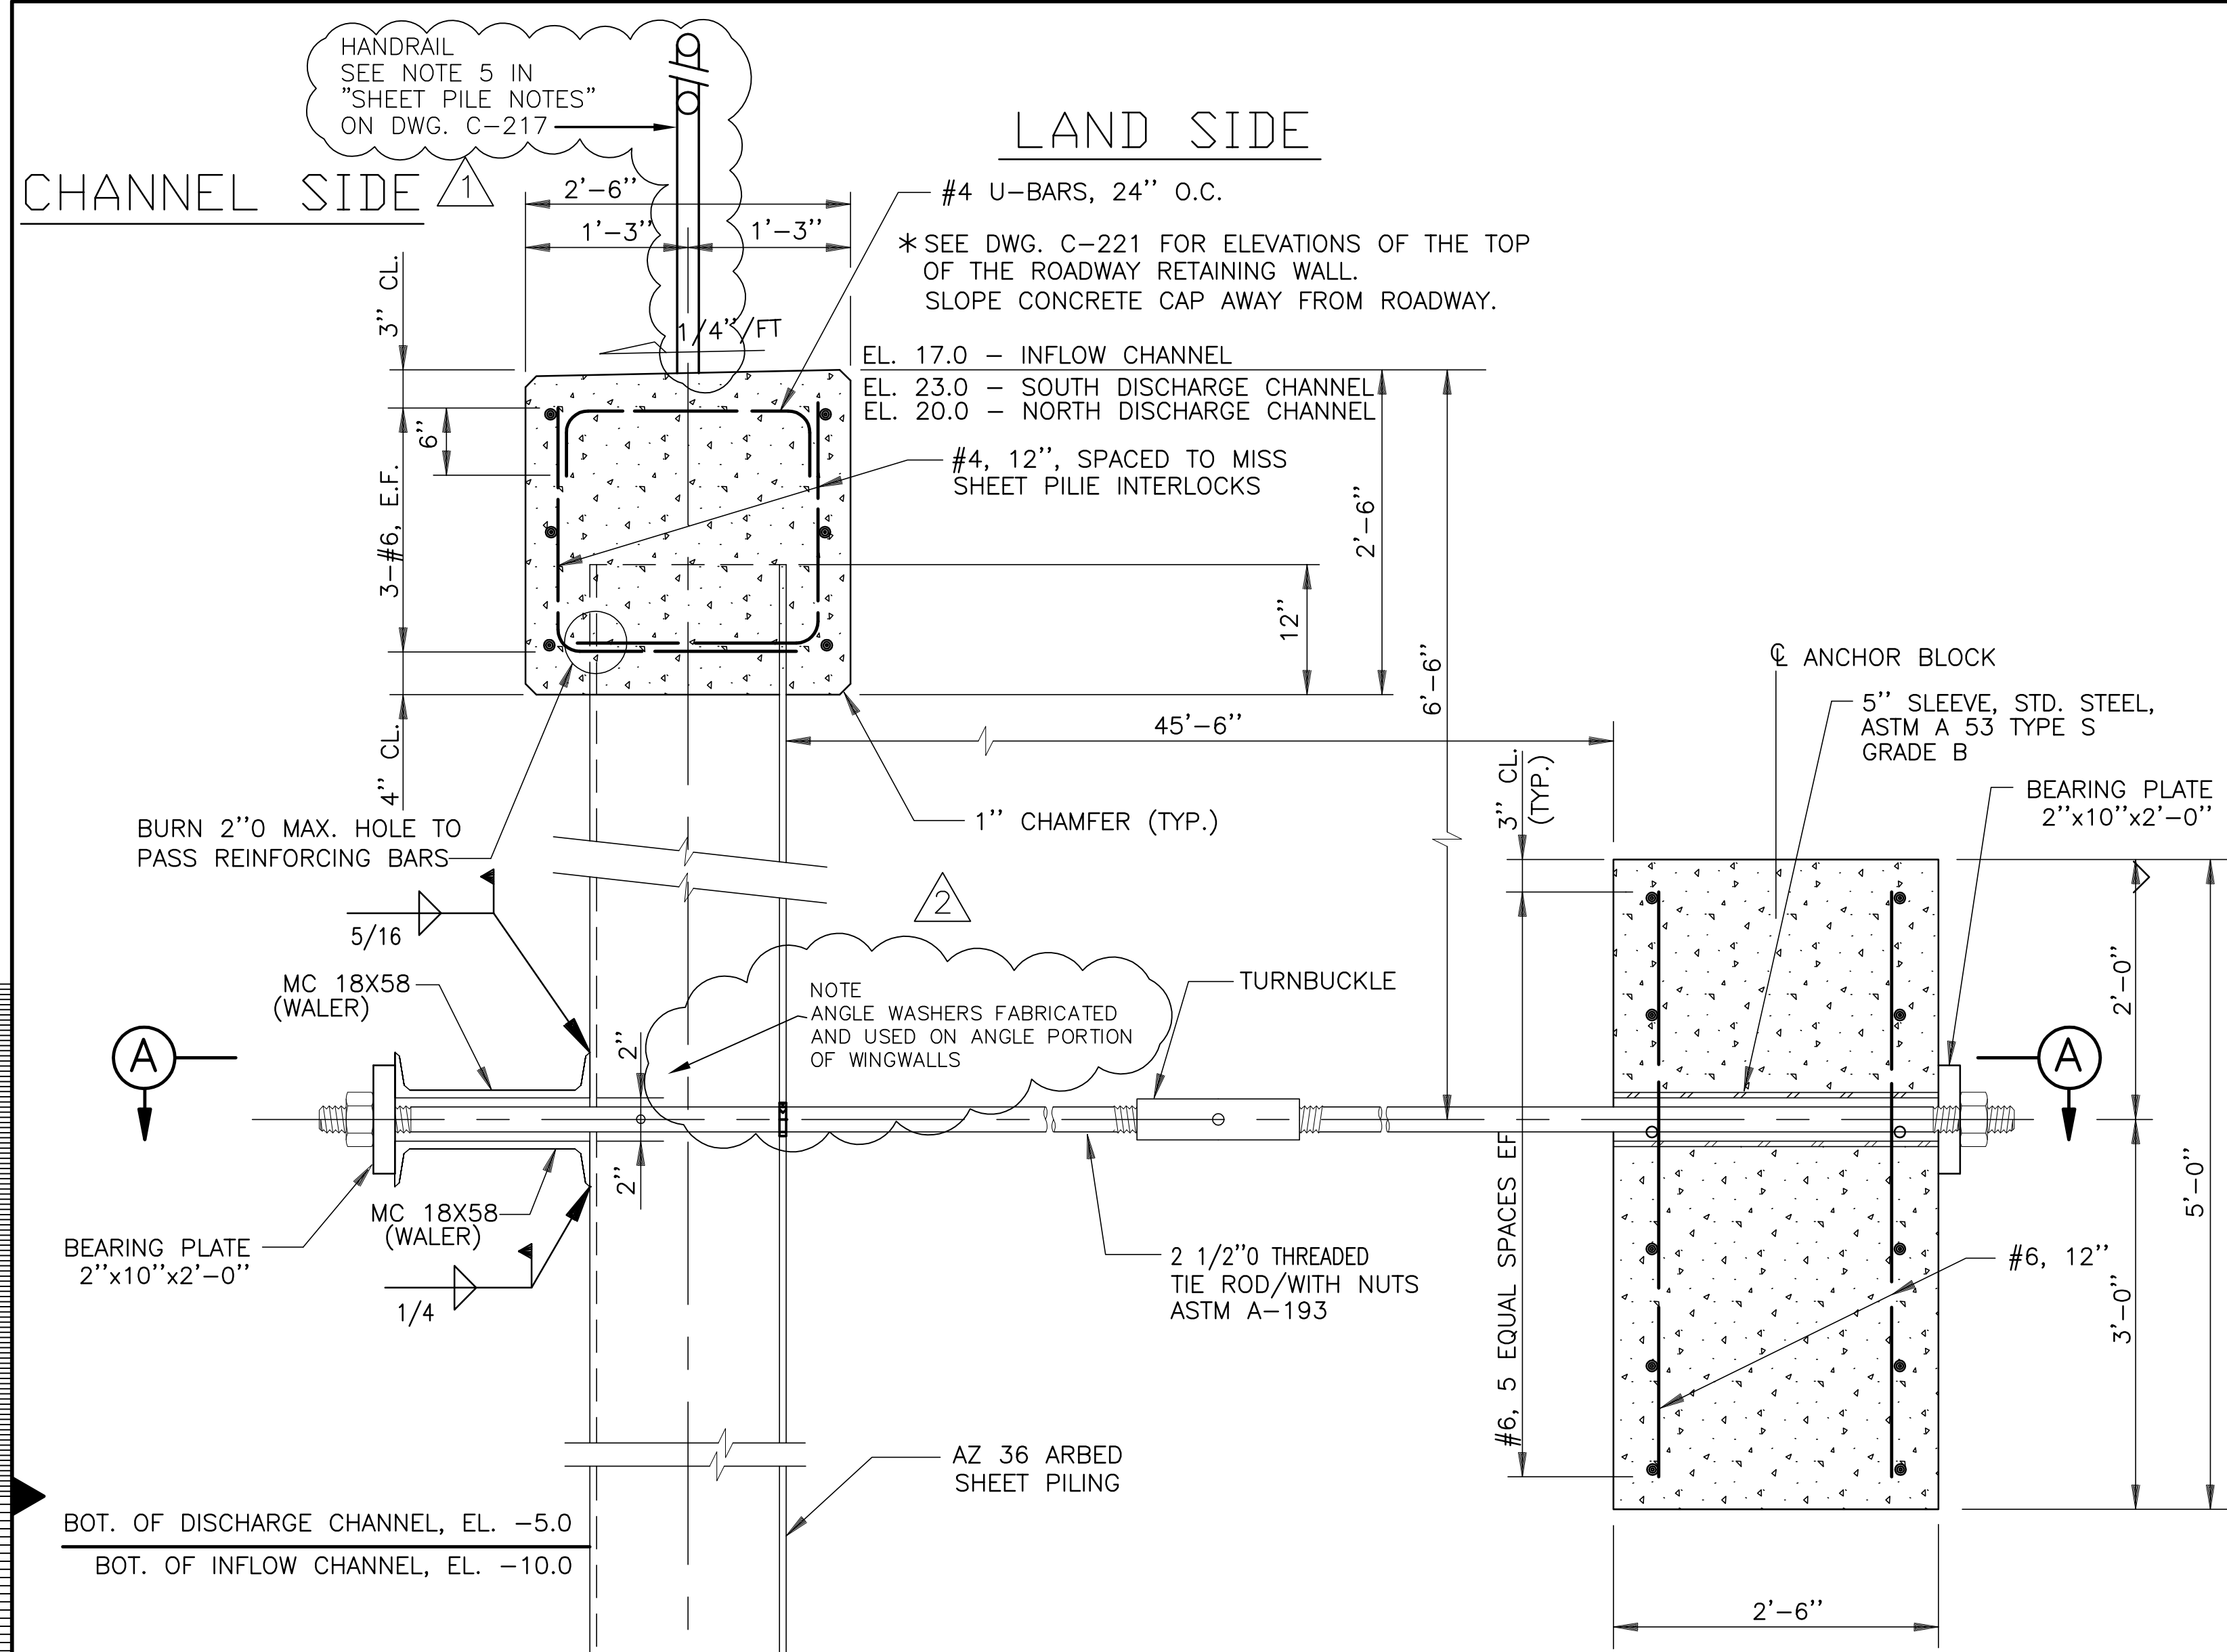 HANDRAIL
SEE NOTE 5 IN
"SHEET PILE NOTES"
ON DWG. C-217
LAND SIDE
CHANNEL SIDE
1
2'-6"
1'-3"
1'-3"
#4 U-BARS, 24" O.C.
* SEE DWG. C-221 FOR ELEVATIONS OF THE TOP
OF THE ROADWAY RETAINING WALL.
SLOPE CONCRETE CAP AWAY FROM ROADWAY.
3" CL.
1/4"/FT
EL. 17.0 - INFLOW CHANNEL
EL. 23.0 - SOUTH DISCHARGE CHANNEL
EL. 20.0 - NORTH DISCHARGE CHANNEL
6"
3-#6, E.F.
#4, 12", SPACED TO MISS
SHEET PILIE INTERLOCKS
2'-6"
12"
6'-6"
4" CL.
45'-6"
℄ ANCHOR BLOCK
5" SLEEVE, STD. STEEL,
ASTM A 53 TYPE S
GRADE B
3" CL.
(TYP.)
BEARING PLATE
2"x10"x2'-0"
BURN 2"0 MAX. HOLE TO
PASS REINFORCING BARS
1" CHAMFER (TYP.)
2
5/16
MC 18X58
(WALER)
NOTE
ANGLE WASHERS FABRICATED
AND USED ON ANGLE PORTION
OF WINGWALLS
TURNBUCKLE
2'-0"
A
2"
A
2"
MC 18X58
(WALER)
BEARING PLATE
2"x10"x2'-0"
1/4
2 1/2"0 THREADED
TIE ROD/WITH NUTS
ASTM A-193
#6, 5 EQUAL SPACES EF
#6, 12"
5'-0"
3'-0"
AZ 36 ARBED
SHEET PILING
BOT. OF DISCHARGE CHANNEL, EL. -5.0
BOT. OF INFLOW CHANNEL, EL. -10.0
2'-6"